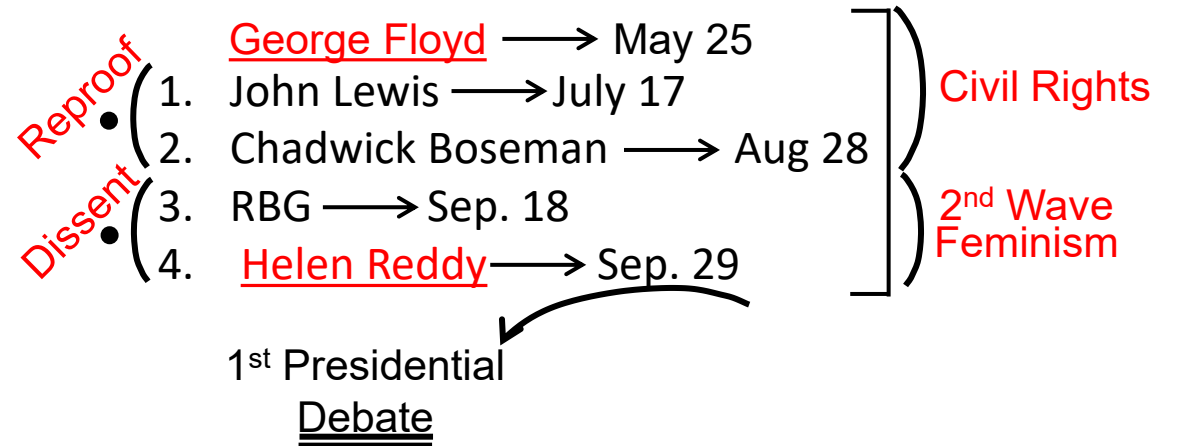 George Floyd → May 25
Reproof
1. John Lewis → July 17
2. Chadwick Boseman → Aug 28
Civil Rights
Dissent
3. RBG → Sep. 18
4. Helen Reddy → Sep. 29
2nd Wave
Feminism
1st Presidential
Debate